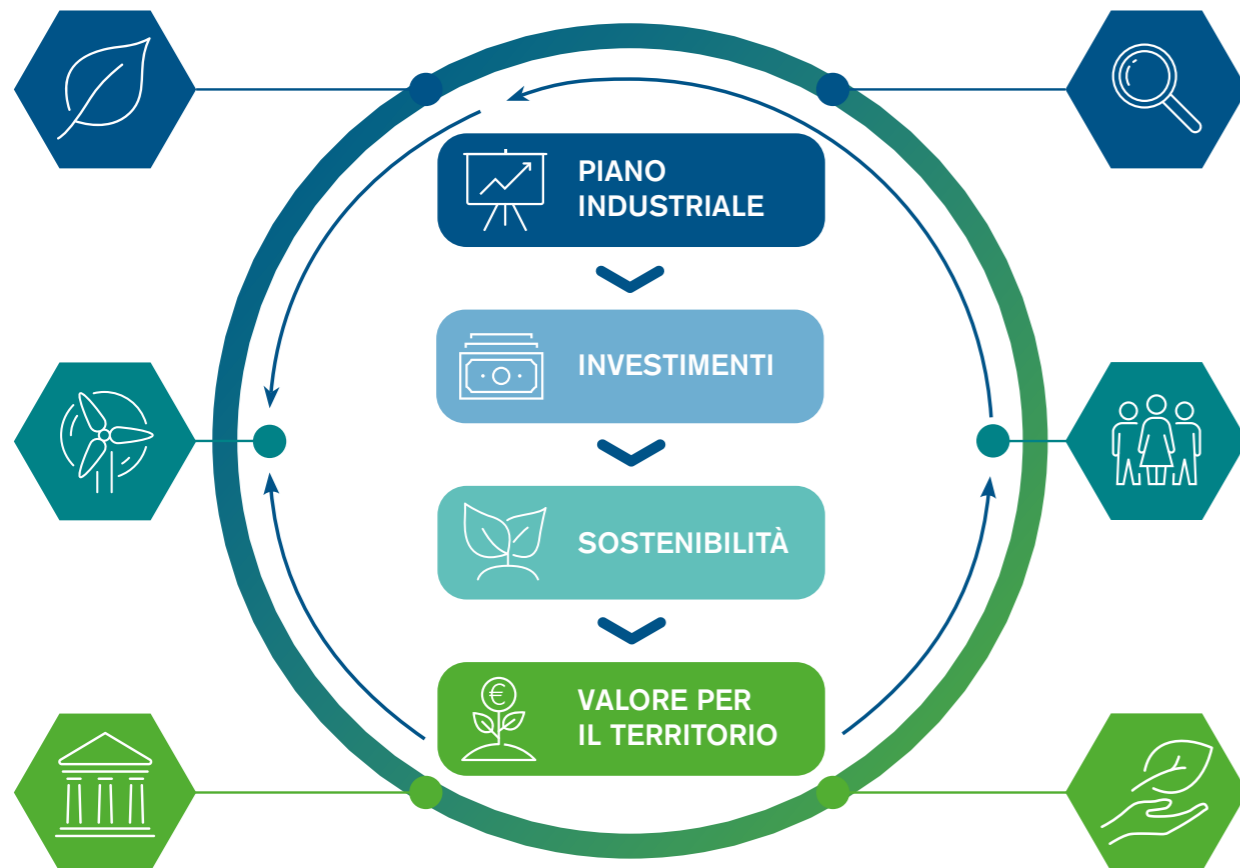 PIANO
INDUSTRIALE
INVESTIMENTI
SOSTENIBILITÀ
€
VALORE PER
IL TERRITORIO